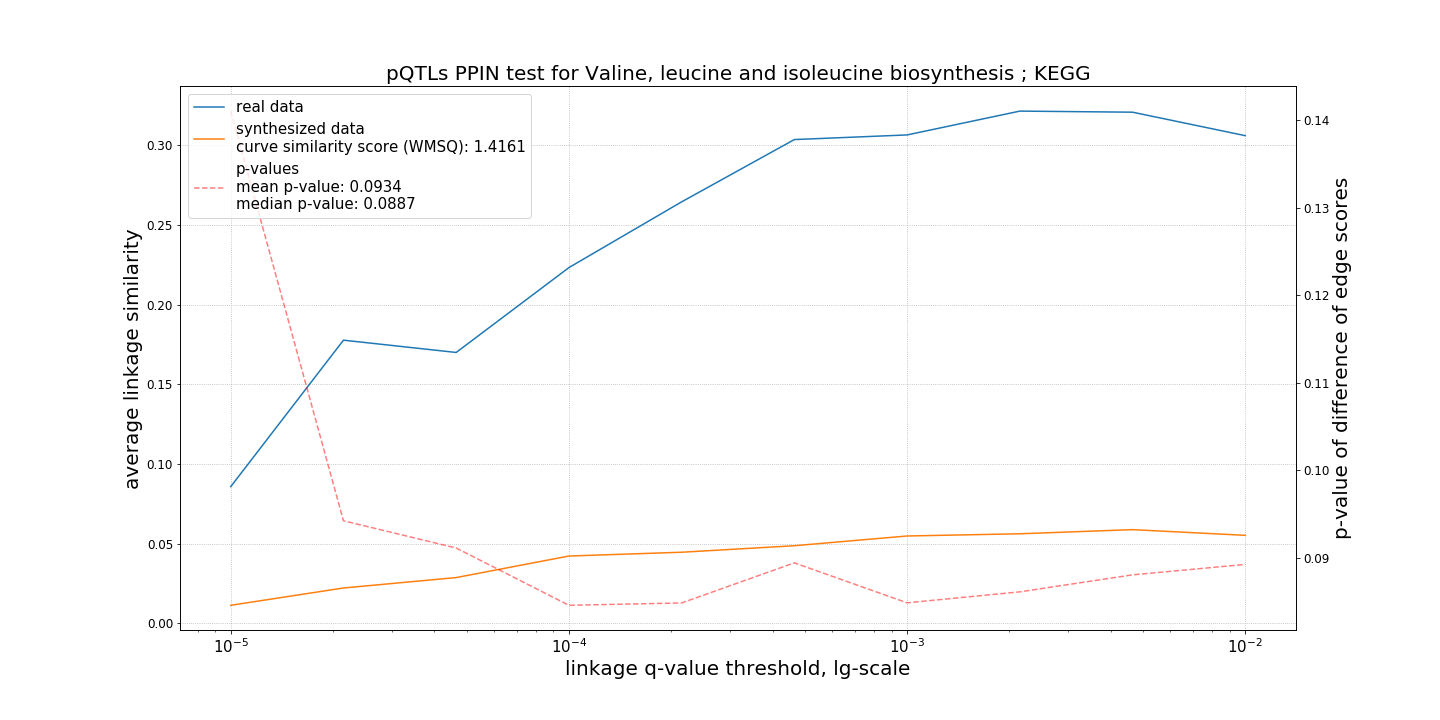 pQTLs PPIN test for Valine, leucine and isoleucine biosynthesis ; KEGG
real data
synthesized data
curve similarity score (WMSQ): 1.4161
p-values
mean p-value: 0.0934
median p-value: 0.0887
average linkage similarity
0.30
0.25
0.20
0.15
0.10
0.05
0.00
0.14
0.13
0.12
0.11
0.10
0.09
p-value of difference of edge scores
10⁻⁵ 10⁻⁴ 10⁻³ 10⁻²
linkage q-value threshold, lg-scale